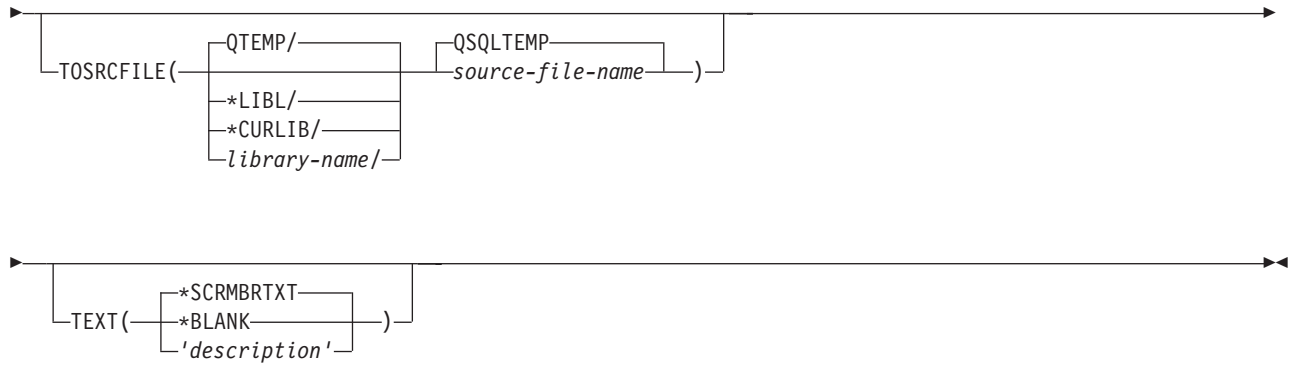 QTEMP/ QSQLTEMP
TOSRCFILE( source-file-name )
*LIBL/
*CURLIB/
library-name/
*SCRMBRTXT
TEXT( *BLANK )
'description'